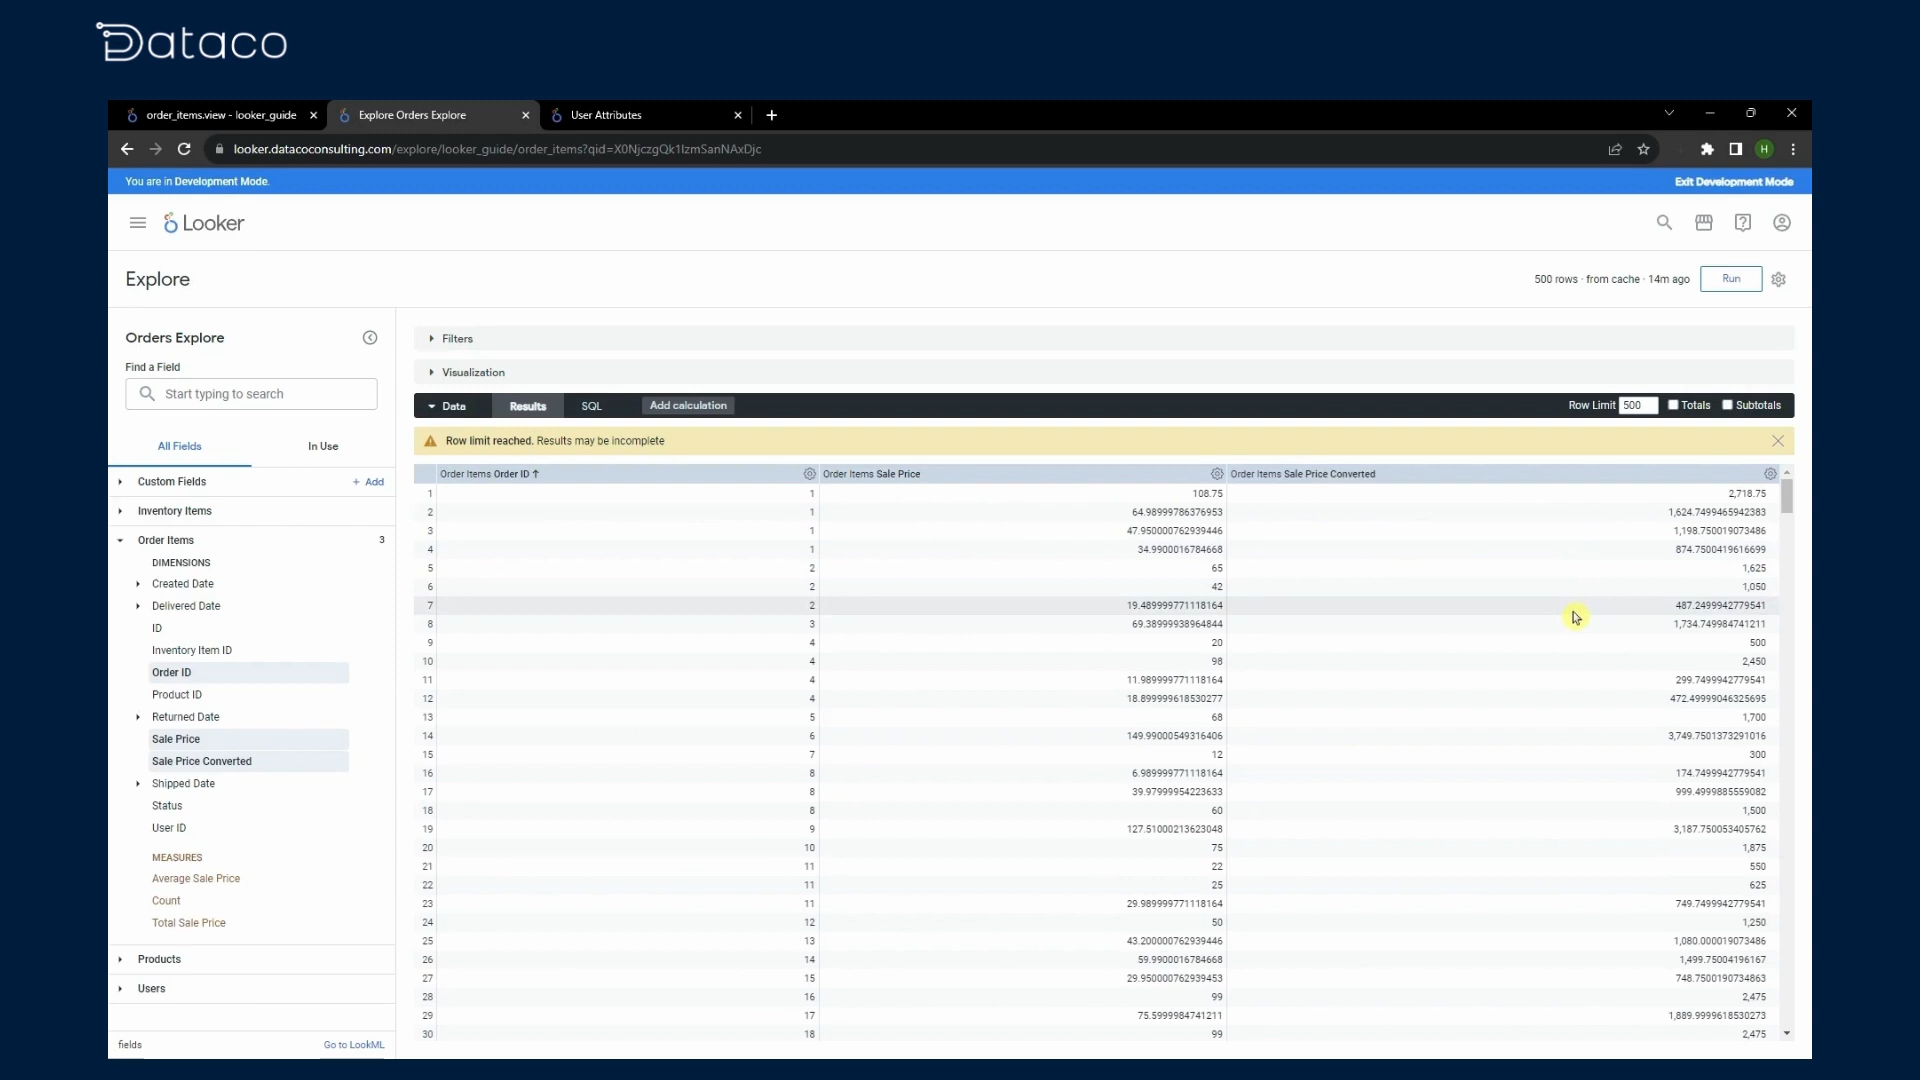 Dataco
order_items.view - looker_guide
Explore Orders Explore
User Attributes
looker.datacoconsulting.com/explore/looker_guide/order_items?qid=X0NjczgQk1IzmSanNAxDjc
H
You are in Development Mode.
Exit Development Mode
Looker
Explore
500 rows · from cache · 14m ago
Run
Orders Explore
Find a Field
Start typing to search
All Fields
In Use
Custom Fields
+ Add
Inventory Items
Order Items
3
DIMENSIONS
Created Date
Delivered Date
ID
Inventory Item ID
Order ID
Product ID
Returned Date
Sale Price
Sale Price Converted
Shipped Date
Status
User ID
MEASURES
Average Sale Price
Count
Total Sale Price
Products
Users
fields
Go to LookML
Filters
Visualization
Data
Results
SQL
Add calculation
Row Limit 500
Totals
Subtotals
Row limit reached. Results may be incomplete
Order Items Order ID ↑ Order Items Sale Price Order Items Sale Price Converted
1 1 108.75 2,718.75
2 1 64.98999786376953 1,624.7499465942383
3 1 47.950000762939446 1,198.750019073486
4 1 34.9900016784668 874.7500419616699
5 2 65 1,625
6 2 42 1,050
7 2 19.489999771118164 487.2499942779541
8 3 69.38999938964844 1,734.749984741211
9 4 20 500
10 4 98 2,450
11 4 11.989999771118164 299.7499942779541
12 4 18.899999618530277 472.49999046325695
13 5 68 1,700
14 6 149.99000549316406 3,749.7501373291016
15 7 12 300
16 8 6.989999771118164 174.7499942779541
17 8 39.97999954223633 999.4999885559082
18 8 60 1,500
19 9 127.51000213623048 3,187.750053405762
20 10 75 1,875
21 11 22 550
22 11 25 625
23 11 29.989999771118164 749.7499942779541
24 12 50 1,250
25 13 43.200000762939446 1,080.000019073486
26 14 59.9900016784668 1,499.75004196167
27 15 29.950000762939453 748.7500190734863
28 16 99 2,475
29 17 75.5999984741211 1,889.9999618530273
30 18 99 2,475